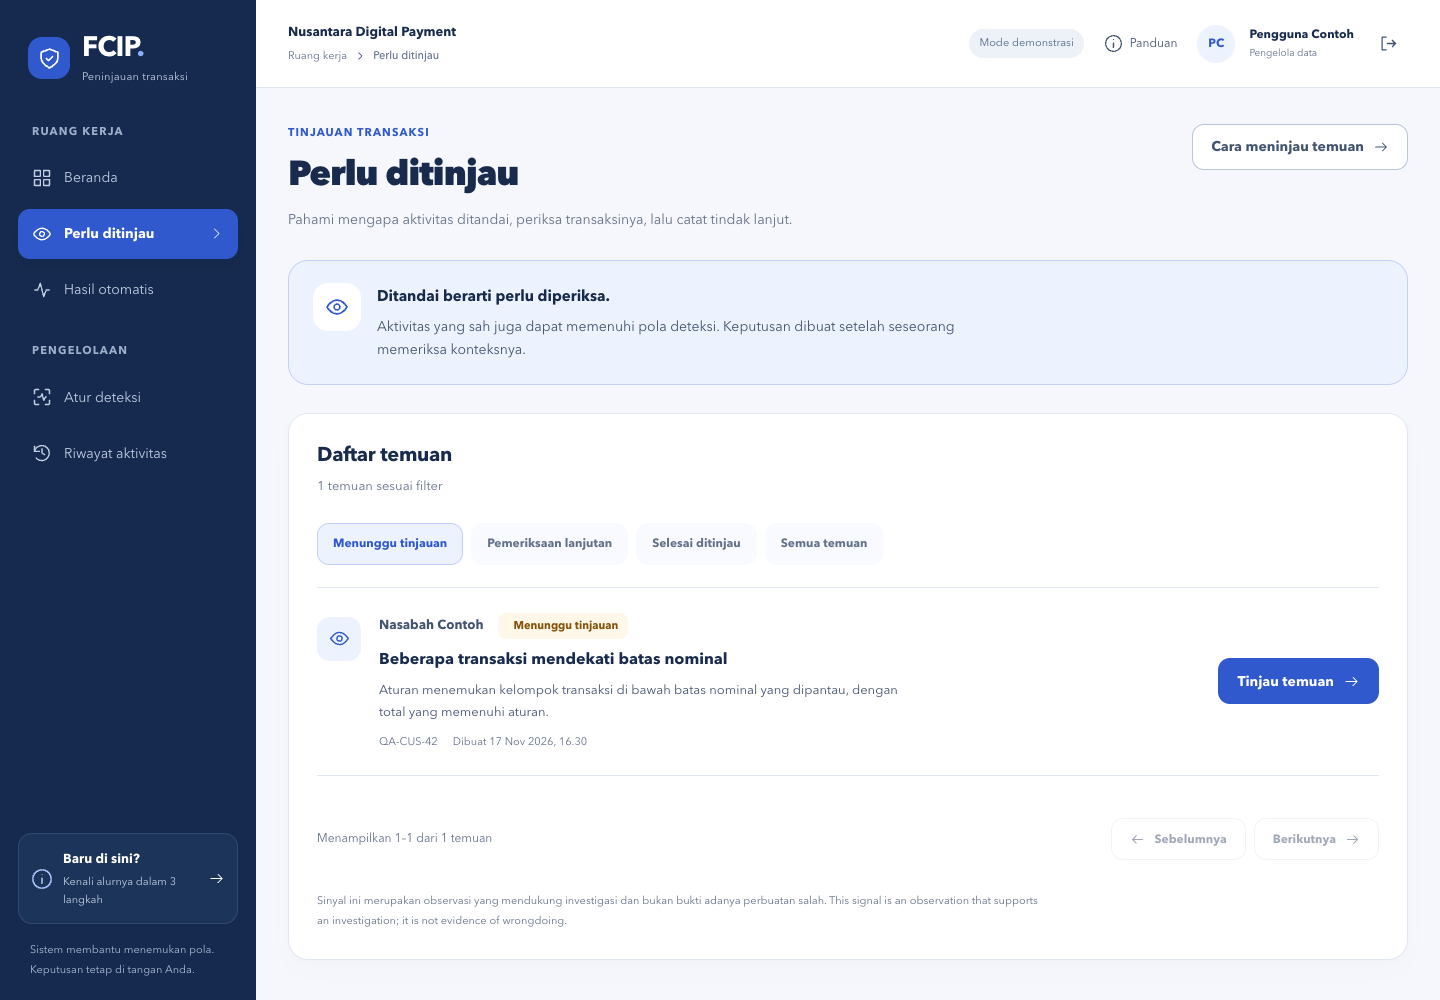 FCIP.
Peninjauan transaksi
RUANG KERJA
Beranda
Perlu ditinjau
Hasil otomatis
PENGELOLAAN
Atur deteksi
Riwayat aktivitas
Baru di sini?
Kenali alurnya dalam 3
langkah
Sistem membantu menemukan pola.
Keputusan tetap di tangan Anda.
Nusantara Digital Payment
Ruang kerja > Perlu ditinjau
Mode demonstrasi
Panduan
PC
Pengguna Contoh
Pengelola data
TINJAUAN TRANSAKSI
Perlu ditinjau
Pahami mengapa aktivitas ditandai, periksa transaksinya, lalu catat tindak lanjut.
Cara meninjau temuan →
Ditandai berarti perlu diperiksa.
Aktivitas yang sah juga dapat memenuhi pola deteksi. Keputusan dibuat setelah seseorang
memeriksa konteksnya.
Daftar temuan
1 temuan sesuai filter
Menunggu tinjauan
Pemeriksaan lanjutan
Selesai ditinjau
Semua temuan
Nasabah Contoh
Menunggu tinjauan
Beberapa transaksi mendekati batas nominal
Aturan menemukan kelompok transaksi di bawah batas nominal yang dipantau, dengan
total yang memenuhi aturan.
QA-CUS-42 Dibuat 17 Nov 2026, 16.30
Tinjau temuan →
Menampilkan 1–1 dari 1 temuan
← Sebelumnya
Berikutnya →
Sinyal ini merupakan observasi yang mendukung investigasi dan bukan bukti adanya perbuatan salah. This signal is an observation that supports
an investigation; it is not evidence of wrongdoing.